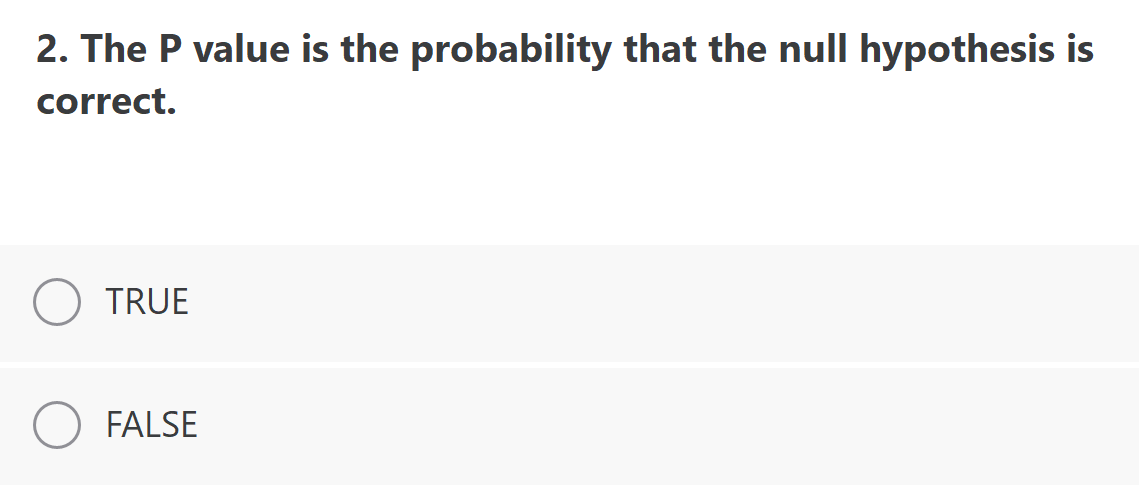 2. The P value is the probability that the null hypothesis is
correct.
TRUE
FALSE